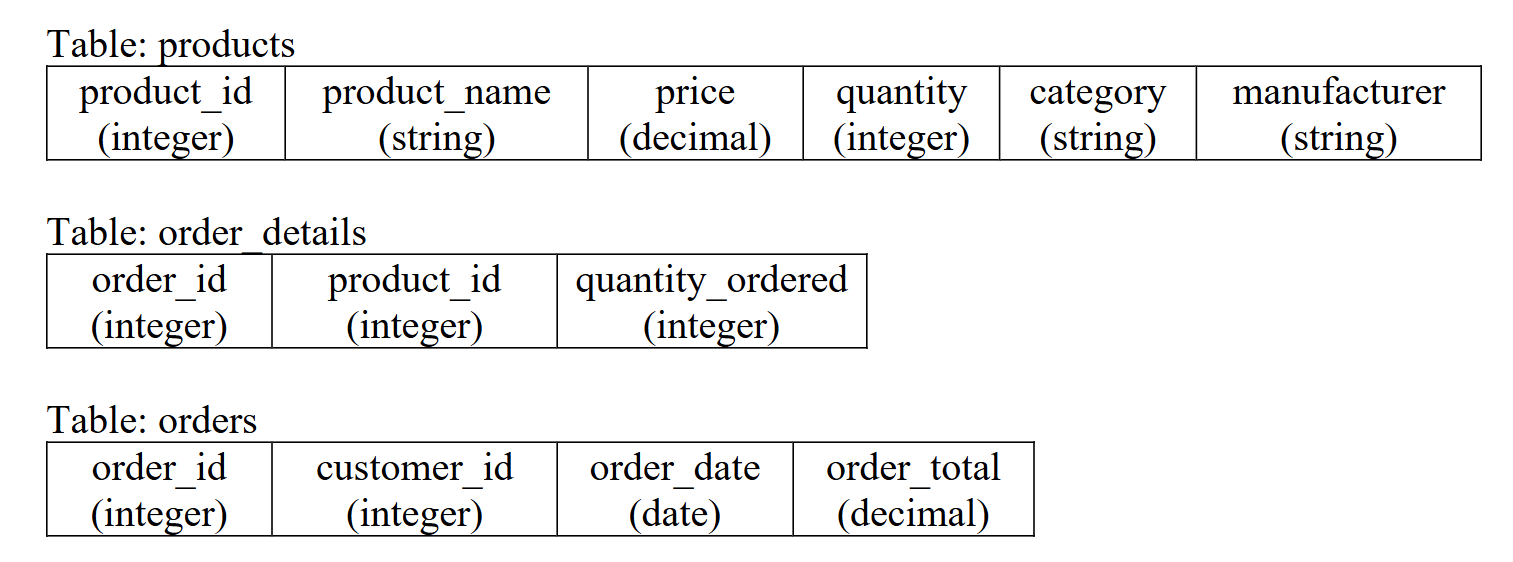 Table: products
product_id product_name price quantity category manufacturer
(integer) (string) (decimal) (integer) (string) (string)
Table: order_details
order_id product_id quantity_ordered
(integer) (integer) (integer)
Table: orders
order_id customer_id order_date order_total
(integer) (integer) (date) (decimal)